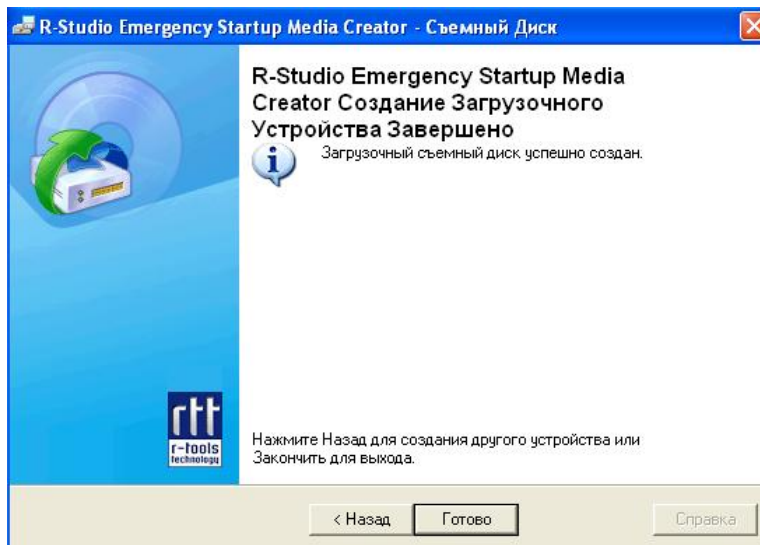 R-Studio Emergency Startup Media Creator - Съемный Диск
R-Studio Emergency Startup Media
Creator Создание Загрузочного
Устройства Завершено
Загрузочный съемный диск успешно создан.
rtt
r-tools
technology
Нажмите Назад для создания другого устройства или
Закончить для выхода.
< Назад
Готово
Справка